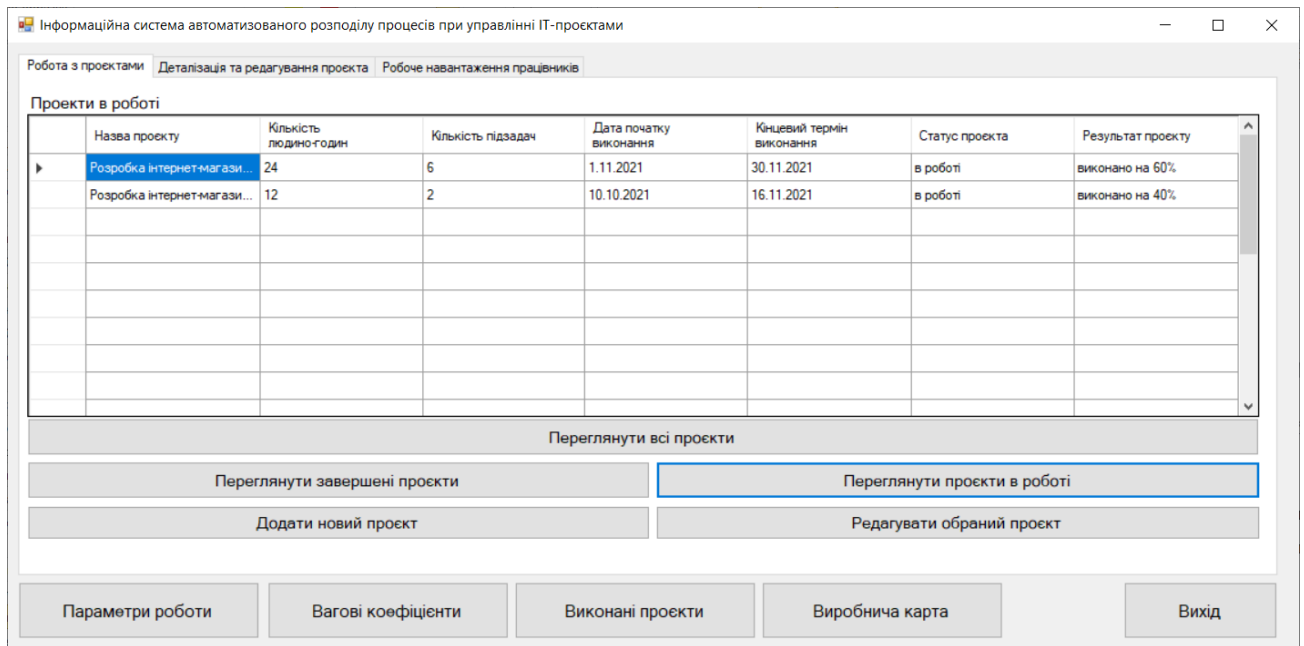 Інформаційна система автоматизованого розподілу процесів при управлінні ІТ-проєктами
Робота з проєктами Деталізація та редагування проєкта Робоче навантаження працівників
Проекти в роботі
Назва проєкту Кількість людино-годин Кількість підзадач Дата початку виконання Кінцевий термін виконання Статус проєкта Результат проєкту
Розробка інтернет-магази... 24 6 1.11.2021 30.11.2021 в роботі виконано на 60%
Розробка інтернет-магази... 12 2 10.10.2021 16.11.2021 в роботі виконано на 40%
Переглянути всі проєкти
Переглянути завершені проєкти Переглянути проєкти в роботі
Додати новий проєкт Редагувати обраний проєкт
Параметри роботи Вагові коефіцієнти Виконані проєкти Виробнича карта Вихід